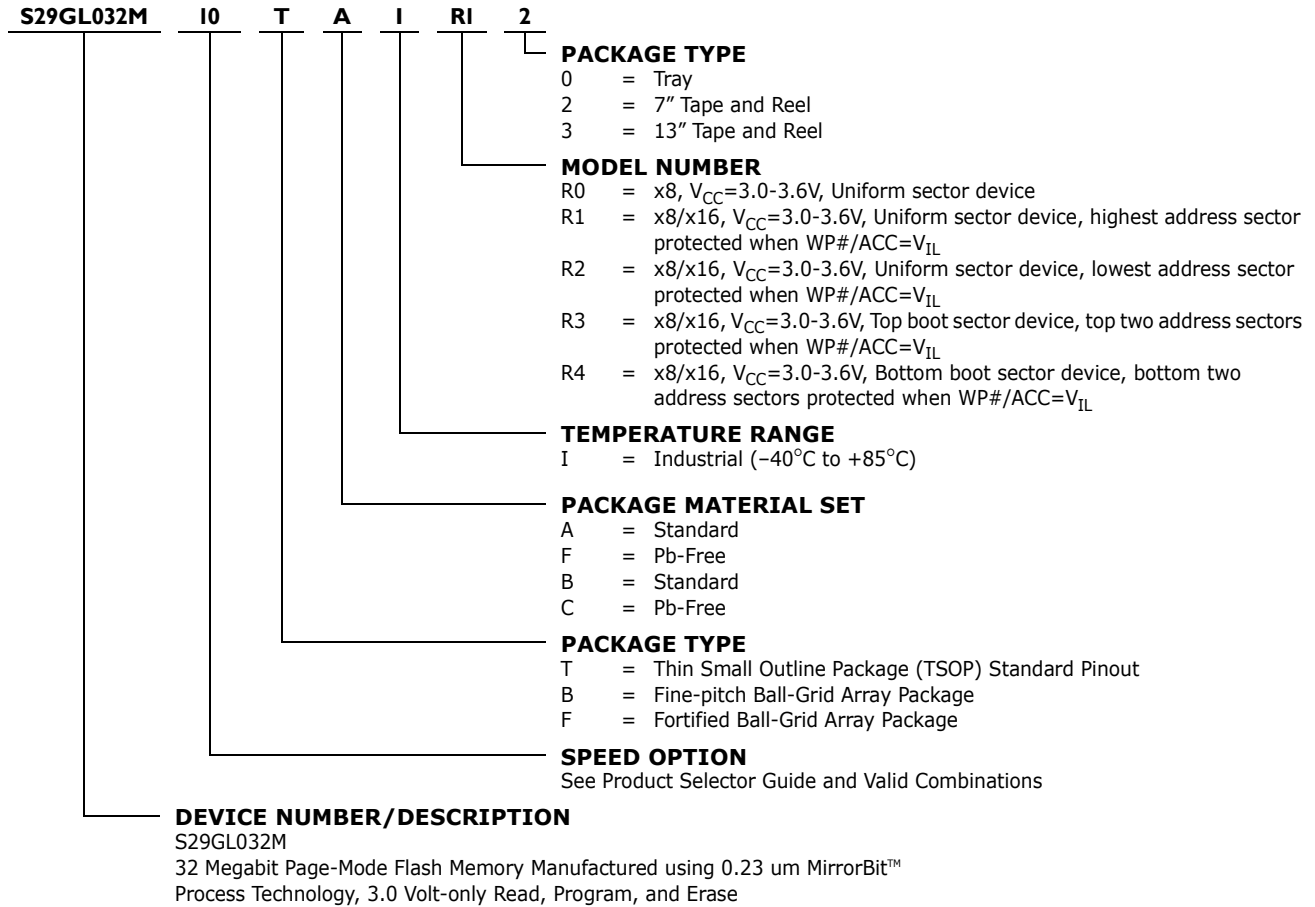 S29GL032M 10 T A I R1 2
PACKAGE TYPE
0 = Tray
2 = 7″ Tape and Reel
3 = 13″ Tape and Reel
MODEL NUMBER
R0 = x8, VCC=3.0-3.6V, Uniform sector device
R1 = x8/x16, VCC=3.0-3.6V, Uniform sector device, highest address sector
protected when WP#/ACC=VIL
R2 = x8/x16, VCC=3.0-3.6V, Uniform sector device, lowest address sector
protected when WP#/ACC=VIL
R3 = x8/x16, VCC=3.0-3.6V, Top boot sector device, top two address sectors
protected when WP#/ACC=VIL
R4 = x8/x16, VCC=3.0-3.6V, Bottom boot sector device, bottom two
address sectors protected when WP#/ACC=VIL
TEMPERATURE RANGE
I = Industrial (–40°C to +85°C)
PACKAGE MATERIAL SET
A = Standard
F = Pb-Free
B = Standard
C = Pb-Free
PACKAGE TYPE
T = Thin Small Outline Package (TSOP) Standard Pinout
B = Fine-pitch Ball-Grid Array Package
F = Fortified Ball-Grid Array Package
SPEED OPTION
See Product Selector Guide and Valid Combinations
DEVICE NUMBER/DESCRIPTION
S29GL032M
32 Megabit Page-Mode Flash Memory Manufactured using 0.23 um MirrorBit™
Process Technology, 3.0 Volt-only Read, Program, and Erase